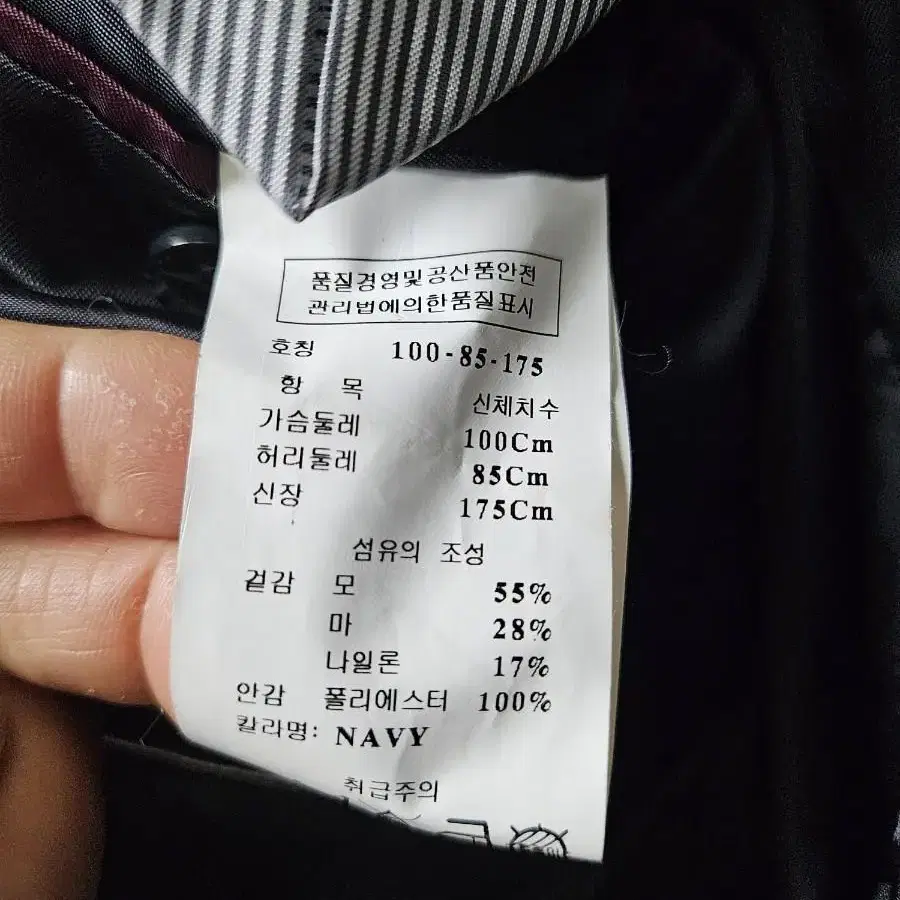 품질경영및공산품안전
관리법에의한품질표시
호칭 100-85-175
항 목 신체치수
가슴둘레 100Cm
허리둘레 85Cm
신장 175Cm
섬유의 조성
겉감 모 55%
마 28%
나일론 17%
안감 폴리에스터 100%
칼라명: NAVY
취급주의